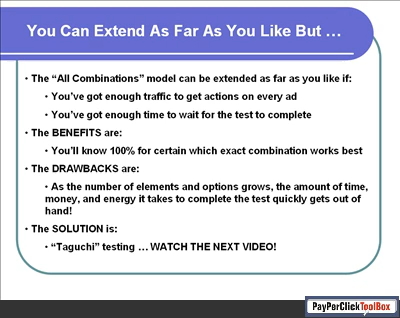 You Can Extend As Far As You Like But …
• The “All Combinations” model can be extended as far as you like if:
• You’ve got enough traffic to get actions on every ad
• You’ve got enough time to wait for the test to complete
• The BENEFITS are:
• You’ll know 100% for certain which exact combination works best
• The DRAWBACKS are:
• As the number of elements and options grows, the amount of time,
money, and energy it takes to complete the test quickly gets out of
hand!
• The SOLUTION is:
• “Taguchi” testing … WATCH THE NEXT VIDEO!
PayPerClickToolBox